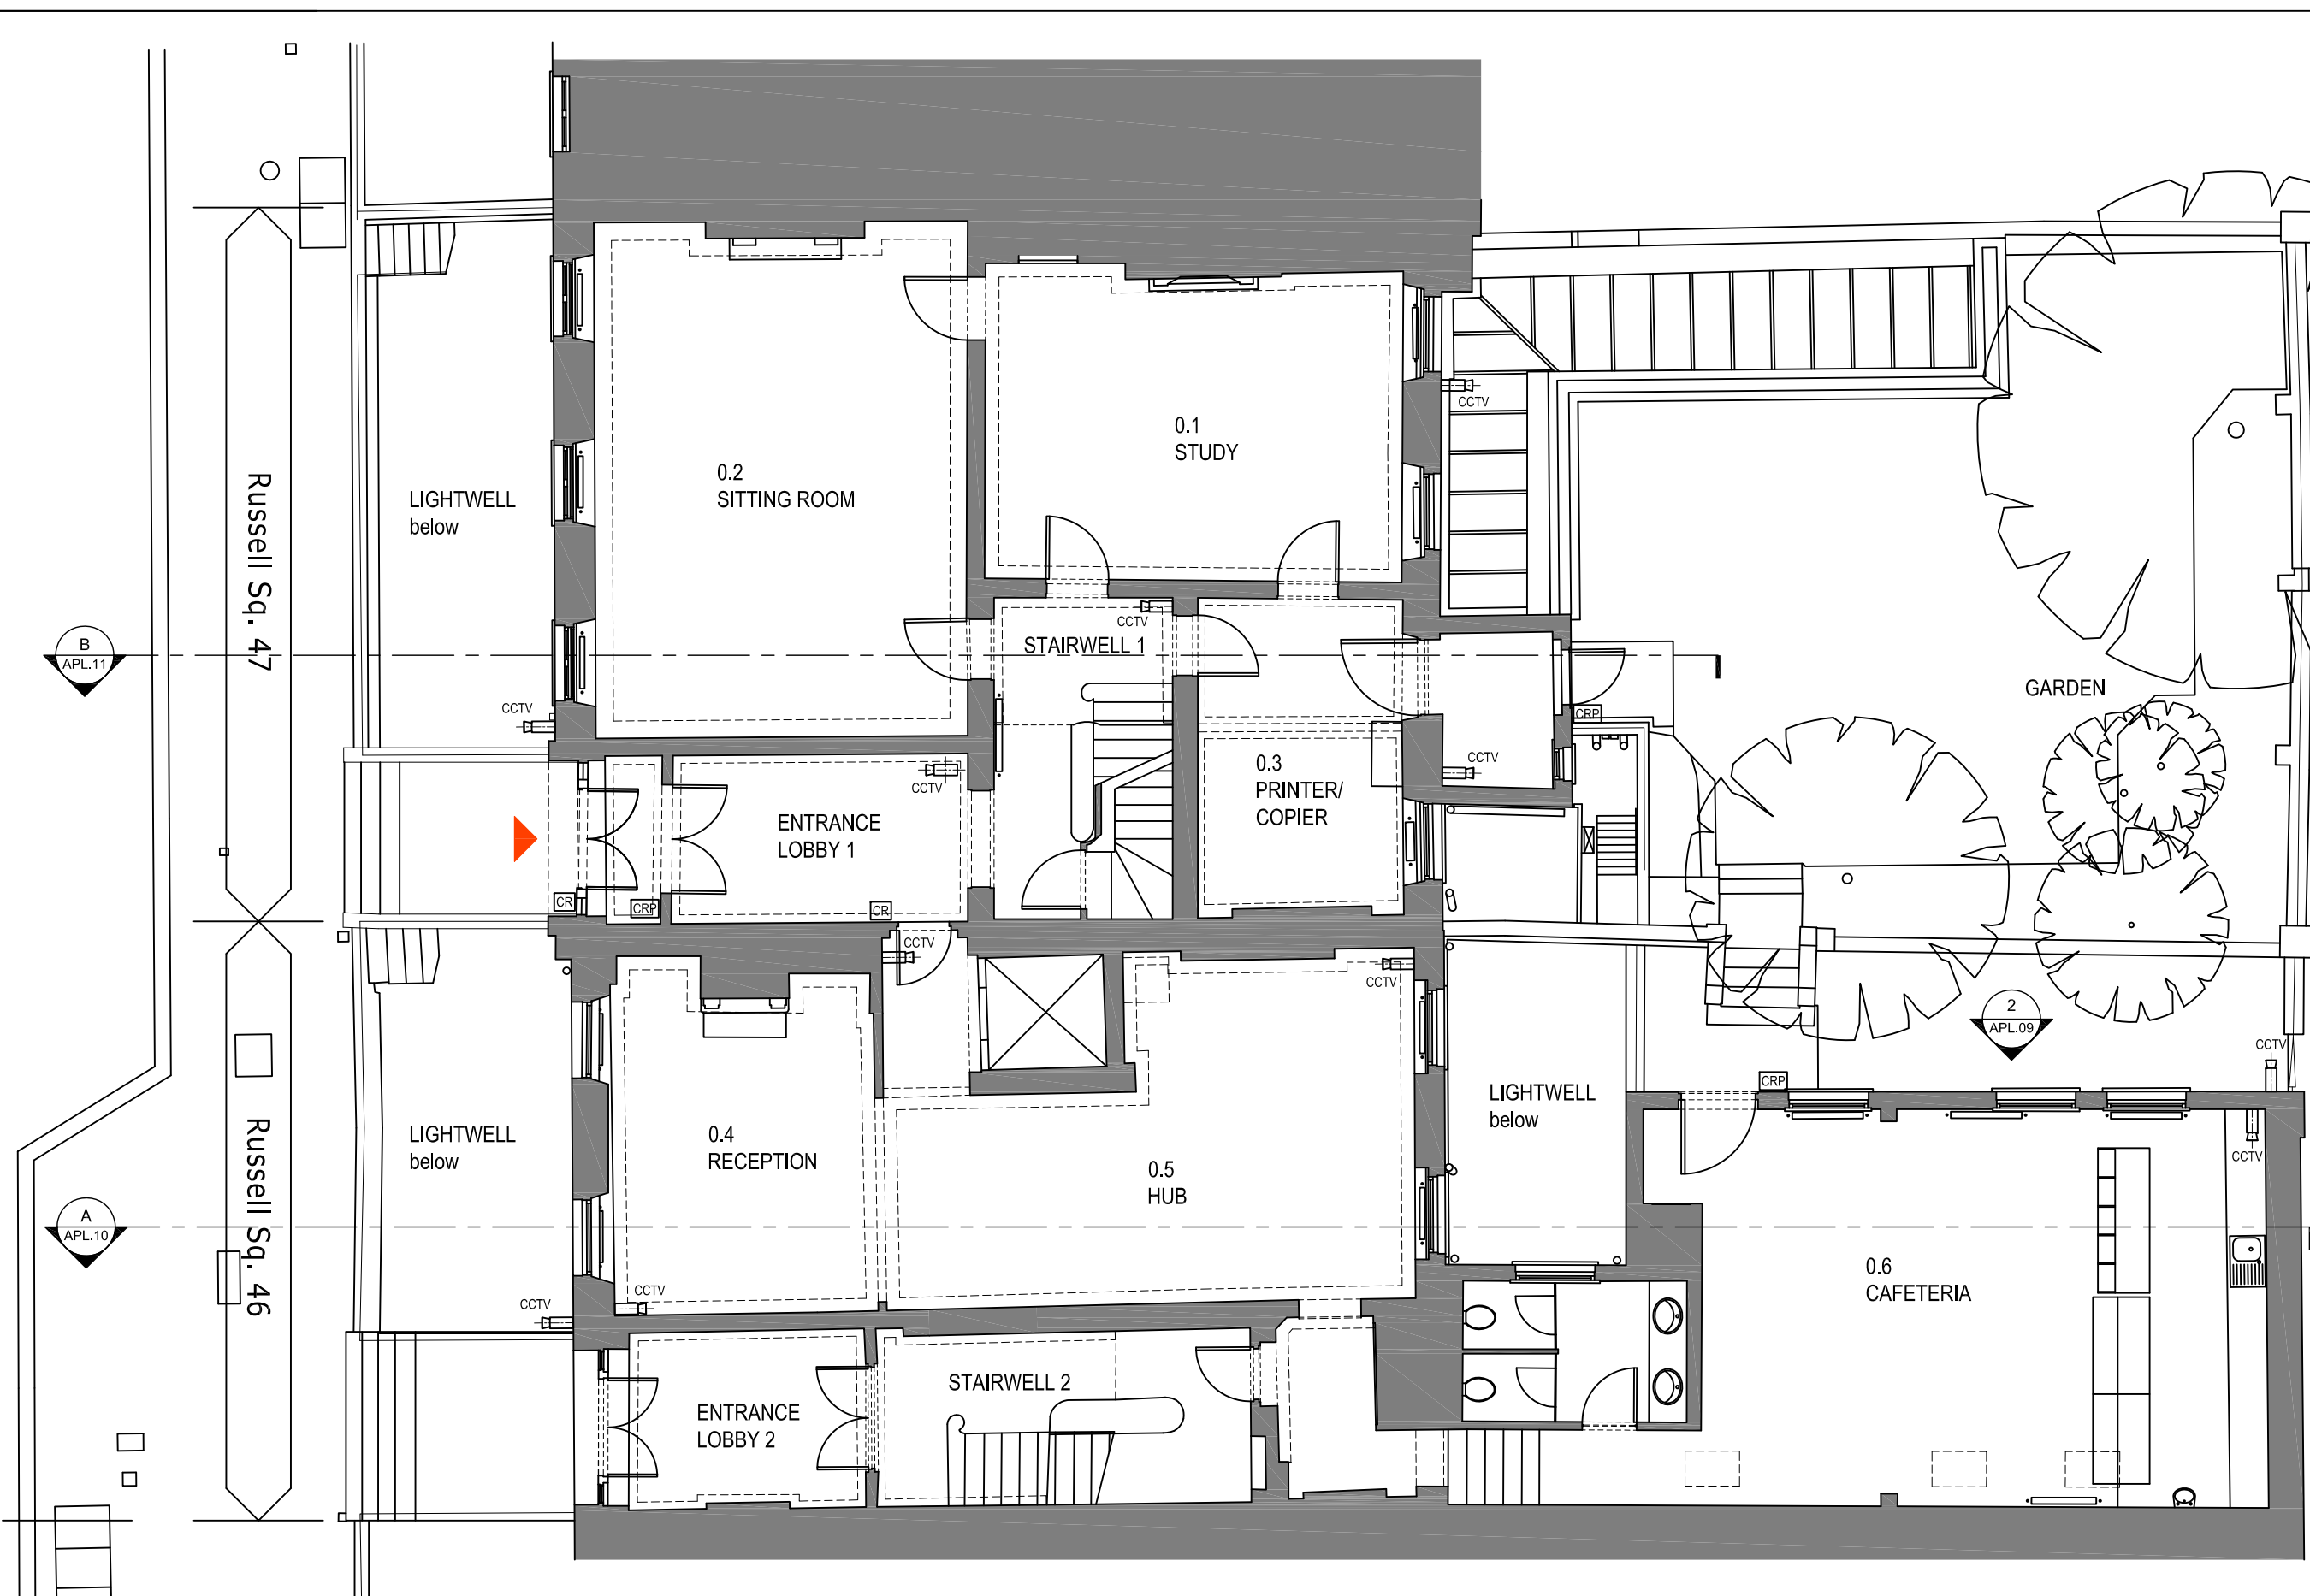 0.1
STUDY
CCTV
0.2
SITTING ROOM
LIGHTWELL
below
Russell Sq. 47
B
APL.11
STAIRWELL 1
CCTV
GARDEN
CCTV
CRP
CCTV
CCTV
0.3
PRINTER/
COPIER
ENTRANCE
LOBBY 1
CR
CRP
CR
CCTV
CCTV
2
APL.09
CCTV
CRP
LIGHTWELL
below
0.4
RECEPTION
0.5
HUB
LIGHTWELL
below
CCTV
Russell Sq. 46
A
APL.10
0.6
CAFETERIA
CCTV
CCTV
STAIRWELL 2
ENTRANCE
LOBBY 2